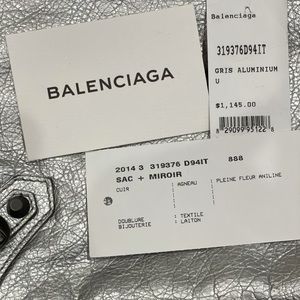 Balenciaga
319376D94IT
GRIS ALUMINIUM
U
$1,145.00
8 29099 95122 8
BALENCIAGA
2014 3 319376 D94IT 888
SAC + MIROIR
CUIR : AGNEAU : PLEINE FLEUR ANILINE
DOUBLURE : TEXTILE
BIJOUTERIE : LAITON